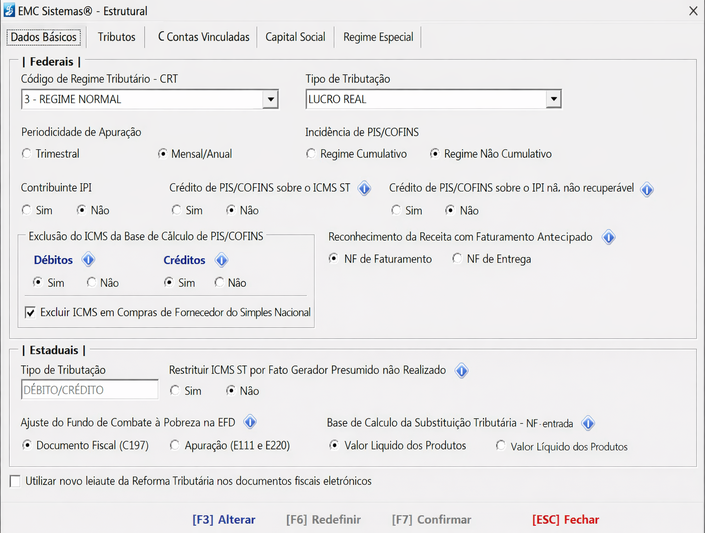 EMC Sistemas® - Estrutural
Dados Básicos Tributos C Contas Vinculadas Capital Social Regime Especial
| Federais |
Código de Regime Tributário - CRT Tipo de Tributação
3 - REGIME NORMAL LUCRO REAL
Periodicidade de Apuração Incidência de PIS/COFINS
Trimestral Mensal/Anual Regime Cumulativo Regime Não Cumulativo
Contribuinte IPI Crédito de PIS/COFINS sobre o ICMS ST Crédito de PIS/COFINS sobre o IPI nã. não recuperável
Sim Não Sim Não Sim Não
Exclusão do ICMS da Base de Cálculo de PIS/COFINS Reconhecimento da Receita com Faturamento Antecipado
Débitos Créditos NF de Faturamento NF de Entrega
Sim Não Sim Não
Excluir ICMS em Compras de Fornecedor do Simples Nacional
| Estaduais |
Tipo de Tributação Restrituir ICMS ST por Fato Gerador Presumido não Realizado
DÉBITO/CRÉDITO Sim Não
Ajuste do Fundo de Combate à Pobreza na EFD Base de Calculo da Substituição Tributária - NF-entrada
Documento Fiscal (C197) Apuração (E111 e E220) Valor Liquido dos Produtos Valor Líquido dos Produtos
Utilizar novo leiaute da Reforma Tributária nos documentos fiscais eletrónicos
[F3] Alterar [F6] Redefinir [F7] Confirmar [ESC] Fechar